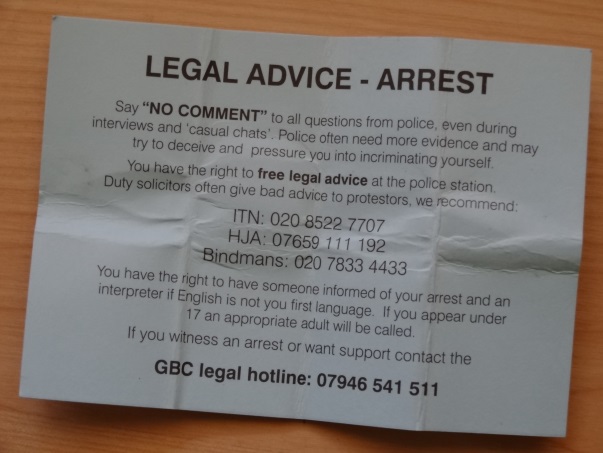 LEGAL ADVICE - ARREST
Say “NO COMMENT” to all questions from police, even during
interviews and ‘casual chats’. Police often need more evidence and may
try to deceive and pressure you into incriminating yourself.
You have the right to free legal advice at the police station.
Duty solicitors often give bad advice to protestors, we recommend:
ITN: 020 8522 7707
HJA: 07659 111 192
Bindmans: 020 7833 4433
You have the right to have someone informed of your arrest and an
interpreter if English is not you first language. If you appear under
17 an appropriate adult will be called.
If you witness an arrest or want support contact the
GBC legal hotline: 07946 541 511